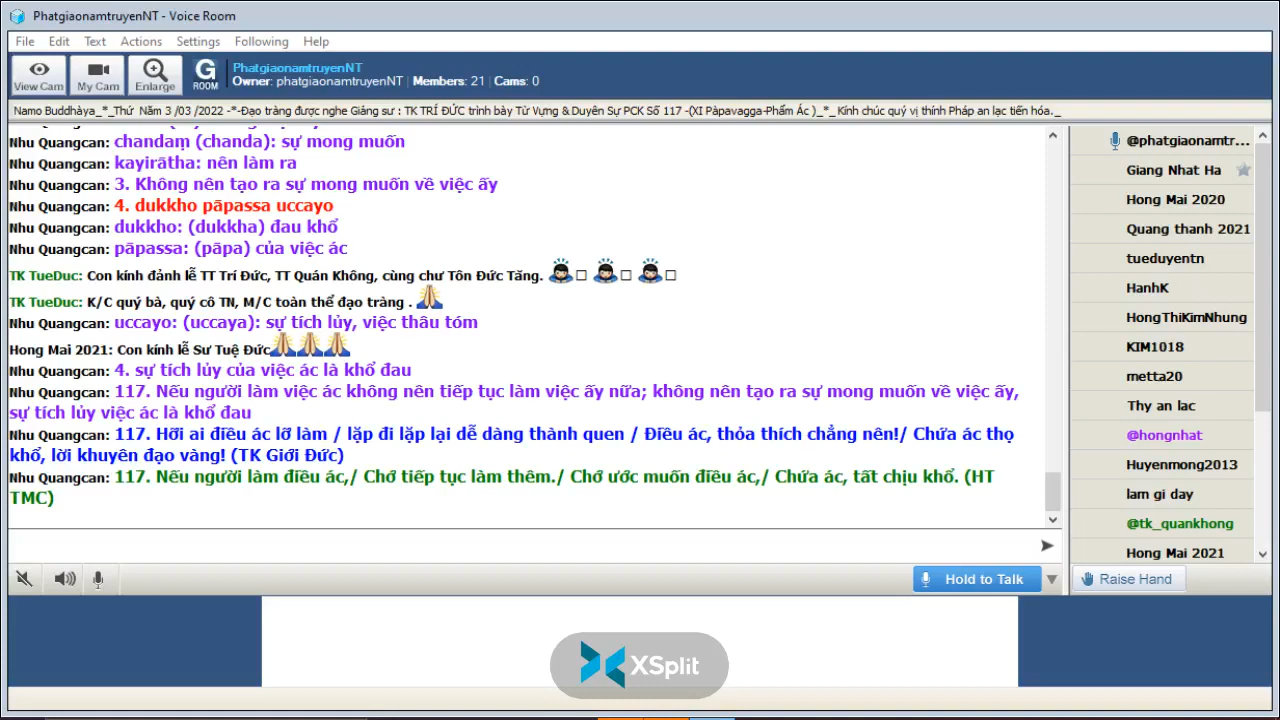 PhatgiaonamtruyenNT - Voice Room
File Edit Text Actions Settings Following Help
View Cam My Cam Enlarge G ROOM
PhatgiaonamtruyenNT
Owner: phatgiaonamtruyenNT | Members: 21 | Cams: 0
Namo Buddhàya_*_Thứ Năm 3 /03 /2022 -*-Đạo tràng được nghe Giảng sư : TK TRÍ ĐỨC trình bày Từ Vựng & Duyên Sự PCK Số 117 -(XI Pàpavagga-Phẩm Ác )_*_ Kính chúc quý vị thính Pháp an lạc tiến hóa._
Nhu Quangcan: chandaṃ (chanda): sự mong muốn
Nhu Quangcan: kayirātha: nên làm ra
Nhu Quangcan: 3. Không nên tạo ra sự mong muốn về việc ấy
Nhu Quangcan: 4. dukkho pāpassa uccayo
Nhu Quangcan: dukkho: (dukkha) đau khổ
Nhu Quangcan: pāpassa: (pāpa) của việc ác
TK TueDuc: Con kính đảnh lễ TT Trí Đức, TT Quán Không, cùng chư Tôn Đức Tăng.
TK TueDuc: K/C quý bà, quý cô TN, M/C toàn thể đạo tràng .
Nhu Quangcan: uccayo: (uccaya): sự tích lủy, việc thâu tóm
Hong Mai 2021: Con kính lễ Sư Tuệ Đức
Nhu Quangcan: 4. sự tích lủy của việc ác là khổ đau
Nhu Quangcan: 117. Nếu người làm việc ác không nên tiếp tục làm việc ấy nữa; không nên tạo ra sự mong muốn về việc ấy,
sự tích lủy việc ác là khổ đau
Nhu Quangcan: 117. Hỡi ai điều ác lỡ làm / lặp đi lặp lại dễ dàng thành quen / Điều ác, thỏa thích chẳng nên!/ Chứa ác thọ
khổ, lời khuyên đạo vàng! (TK Giới Đức)
Nhu Quangcan: 117. Nếu người làm điều ác,/ Chớ tiếp tục làm thêm./ Chớ ước muốn điều ác,/ Chứa ác, tất chịu khổ. (HT
TMC)
@phatgiaonamtr...
Giang Nhat Ha
Hong Mai 2020
Quang thanh 2021
tueduyentn
HanhK
HongThiKimNhung
KIM1018
metta20
Thy an lac
@hongnhat
Huyenmong2013
lam gi day
@tk_quankhong
Hong Mai 2021
Hold to Talk
Raise Hand
XSplit